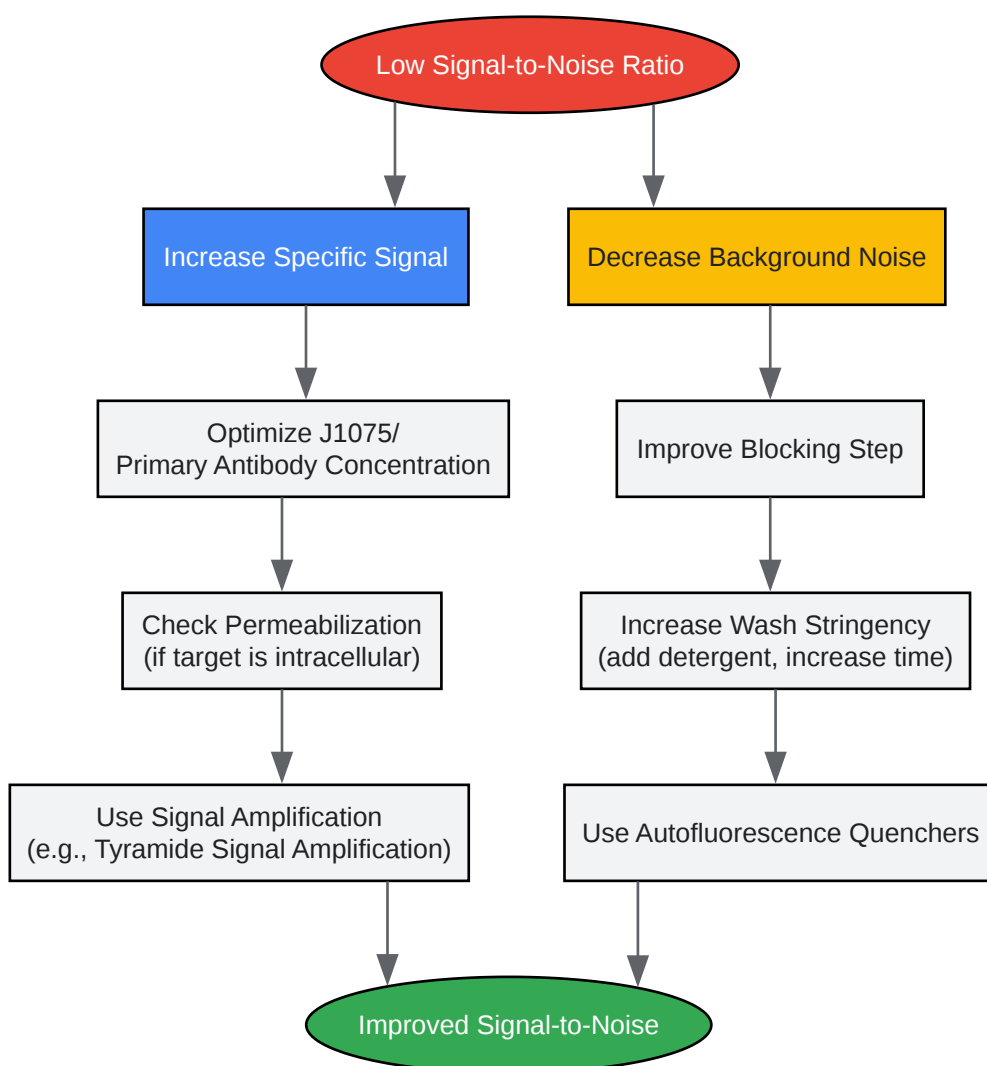 Low Signal-to-Noise Ratio
Increase Specific Signal
Decrease Background Noise
Optimize J1075/
Primary Antibody Concentration
Improve Blocking Step
Check Permeabilization
(if target is intracellular)
Increase Wash Stringency
(add detergent, increase time)
Use Signal Amplification
(e.g., Tyramide Signal Amplification)
Use Autofluorescence Quenchers
Improved Signal-to-Noise